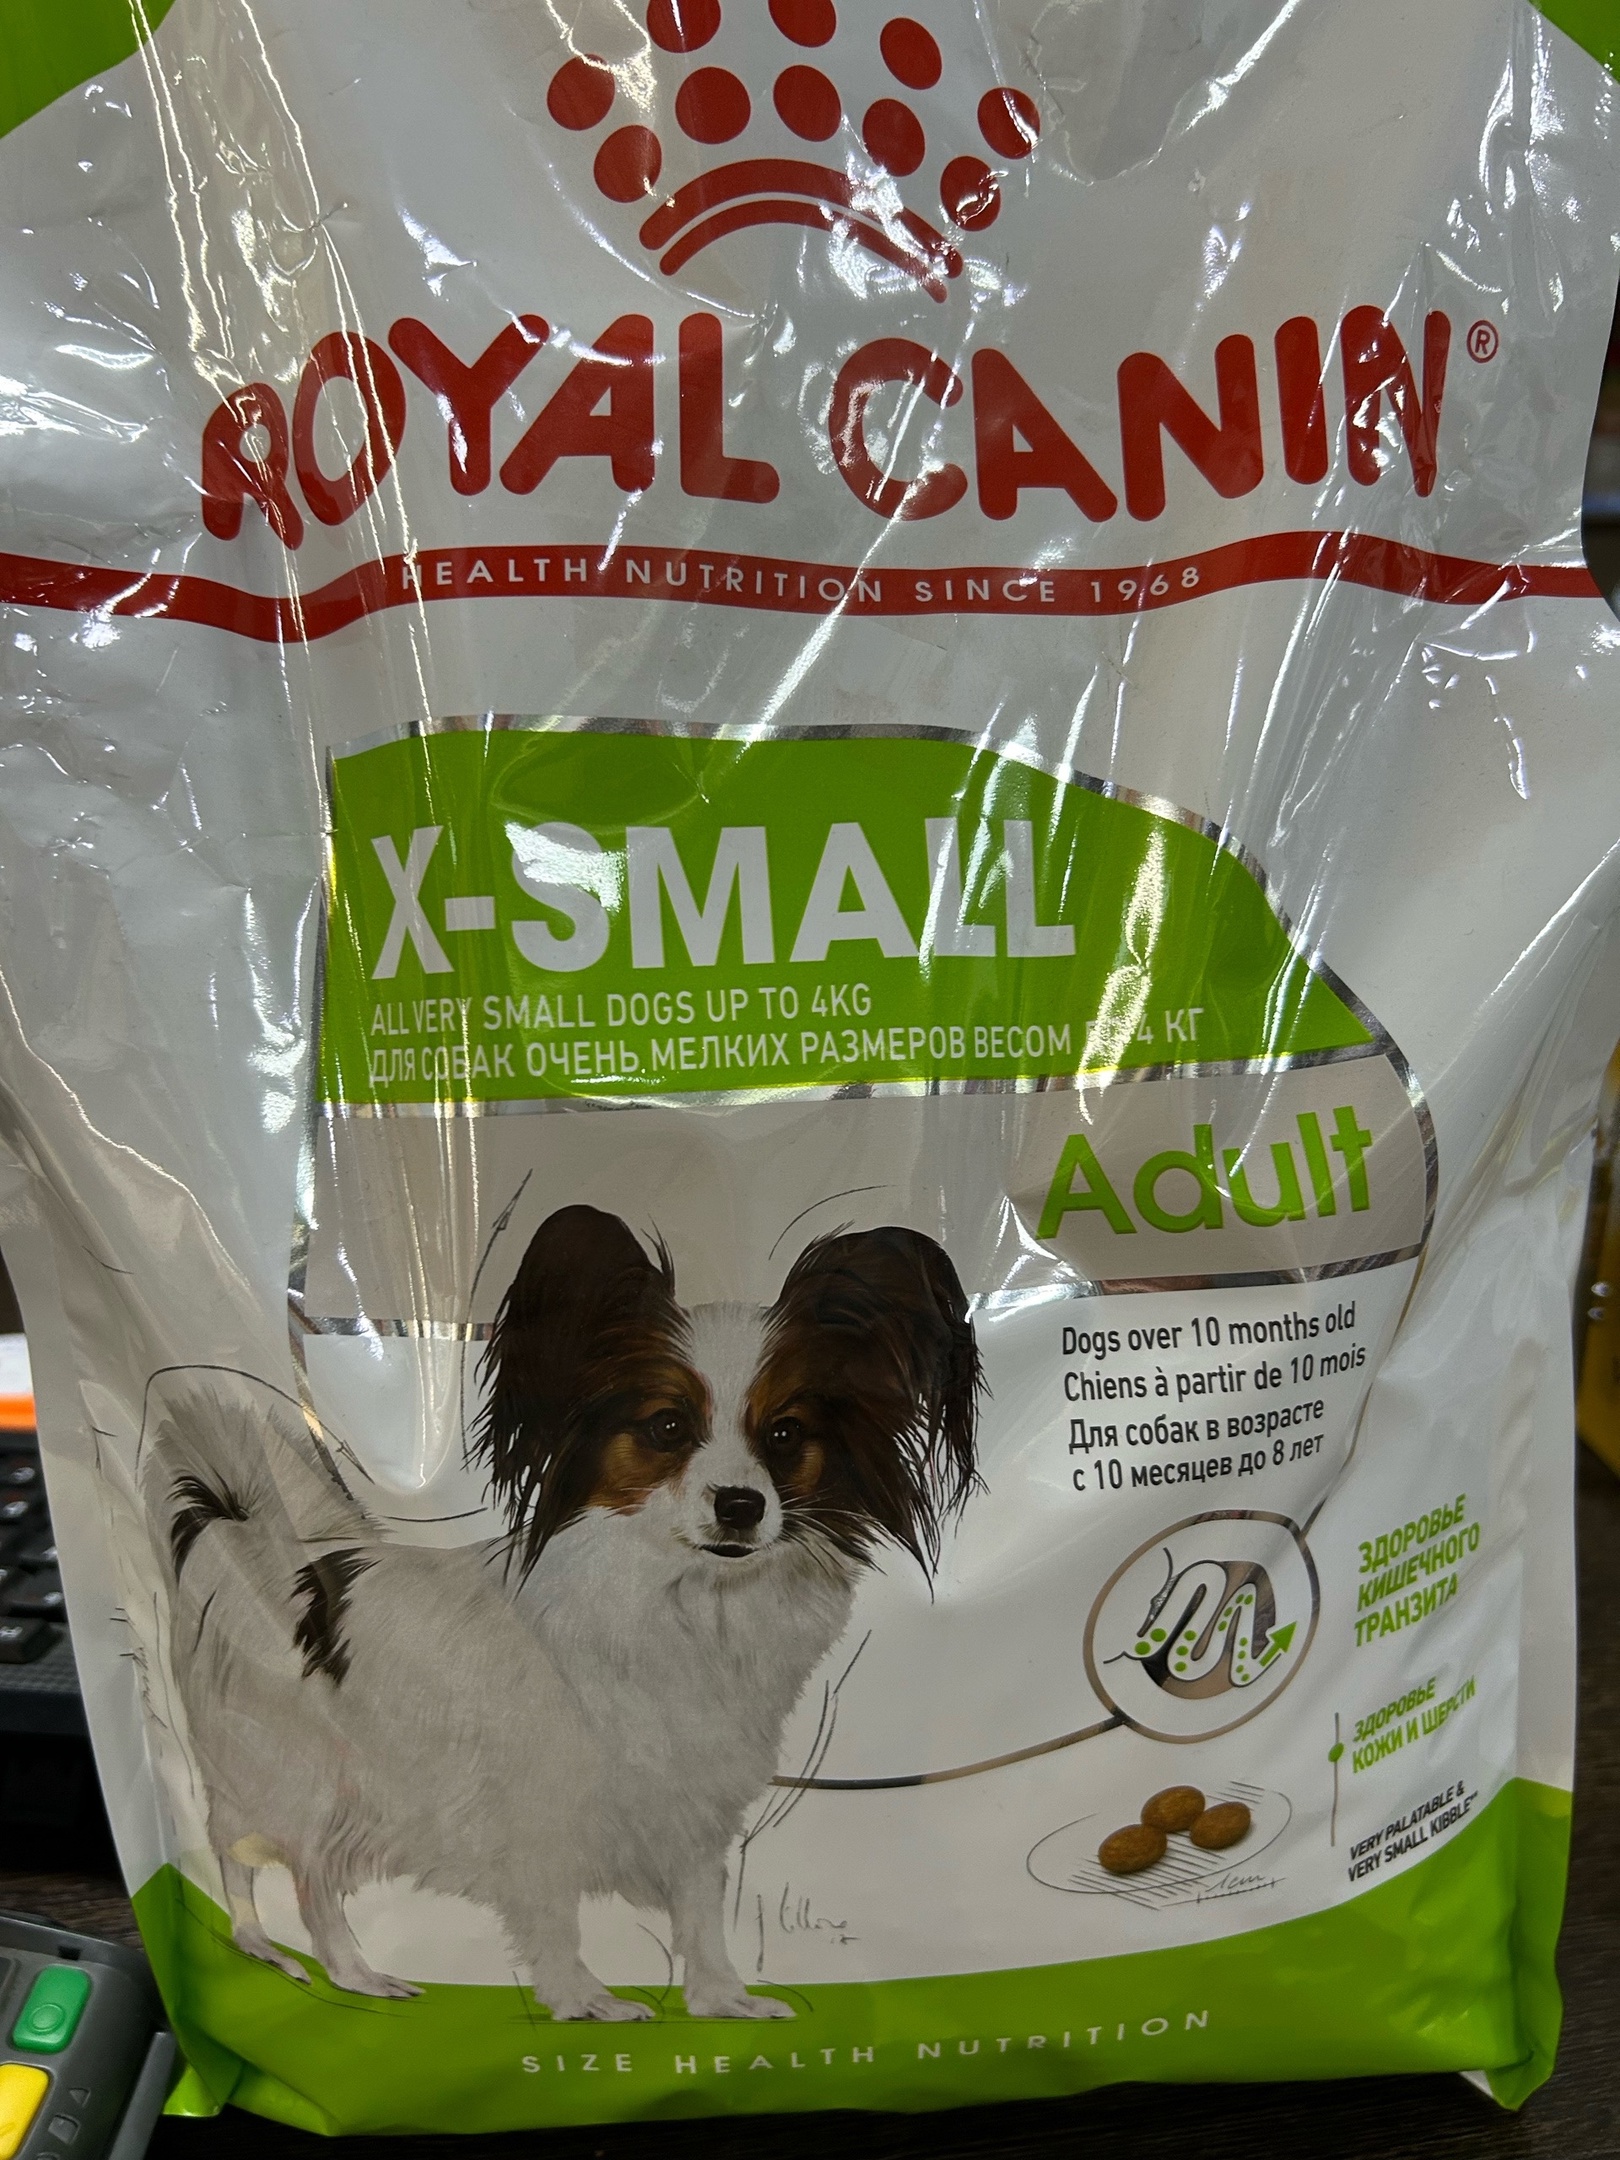 ROYAL CANIN®
HEALTH NUTRITION SINCE 1968
X-SMALL
ALL VERY SMALL DOGS UP TO 4KG
ДЛЯ СОБАК ОЧЕНЬ МЕЛКИХ РАЗМЕРОВ ВЕСОМ 4 КГ
Adult
Dogs over 10 months old
Chiens à partir de 10 mois
Для собак в возрасте
с 10 месяцев до 8 лет
ЗДОРОВЬЕ
КИШЕЧНОГО
ТРАНЗИТА
ЗДОРОВЬЕ
КОЖИ И ШЕРСТИ
VERY PALATABLE &
VERY SMALL KIBBLE
1cm
SIZE HEALTH NUTRITION